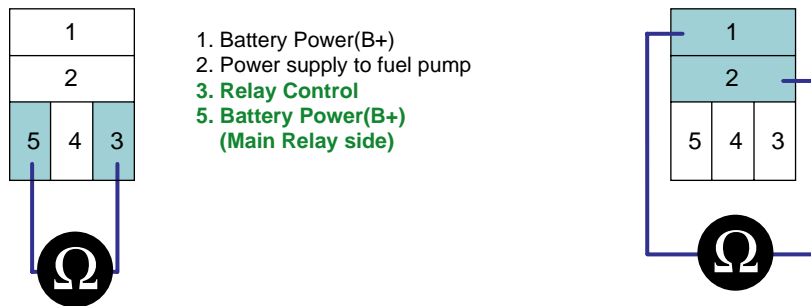 1
2
5 4 3
Ω
1. Battery Power(B+)
2. Power supply to fuel pump
3. Relay Control
5. Battery Power(B+)
(Main Relay side)
1
2
5 4 3
Ω